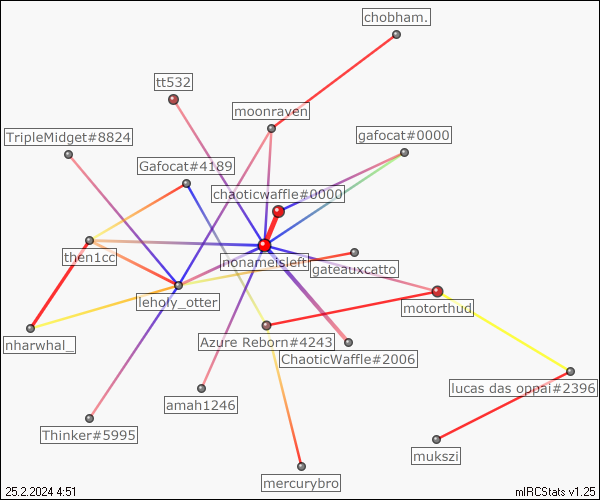 chobham.
tt532
moonraven
TripleMidget#8824
gafocat#0000
Gafocat#4189
chaoticwaffle#0000
then1cc
nonameisleft
gateauxcatto
leholy_otter
motorthud
nharwhal_
Azure Reborn#4243
ChaoticWaffle#2006
lucas das oppai#2396
amah1246
Thinker#5995
mukszi
mercurybro
25.2.2024 4:51
mIRCStats v1.25